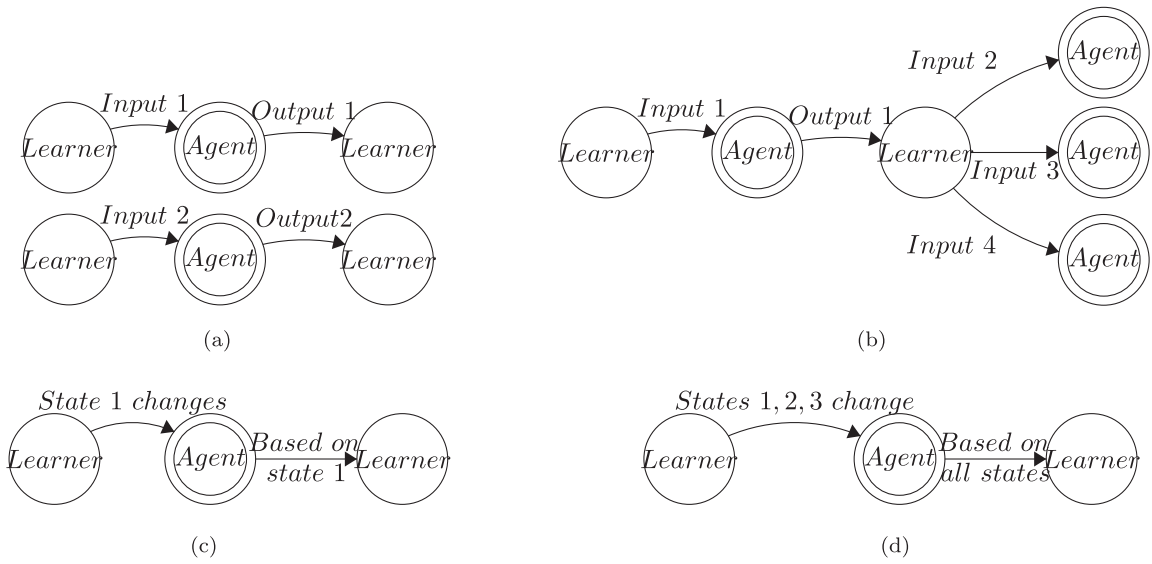 Input 1
Output 1
Learner
Agent
Learner
Input 2
Output2
Learner
Agent
Learner
(a)
Input 2
Agent
Input 1
Output 1
Learner
Agent
Learner
Input 3
Agent
Input 4
Agent
(b)
State 1 changes
Learner
Agent
Based on
state 1
Learner
(c)
States 1, 2, 3 change
Learner
Agent
Based on
all states
Learner
(d)